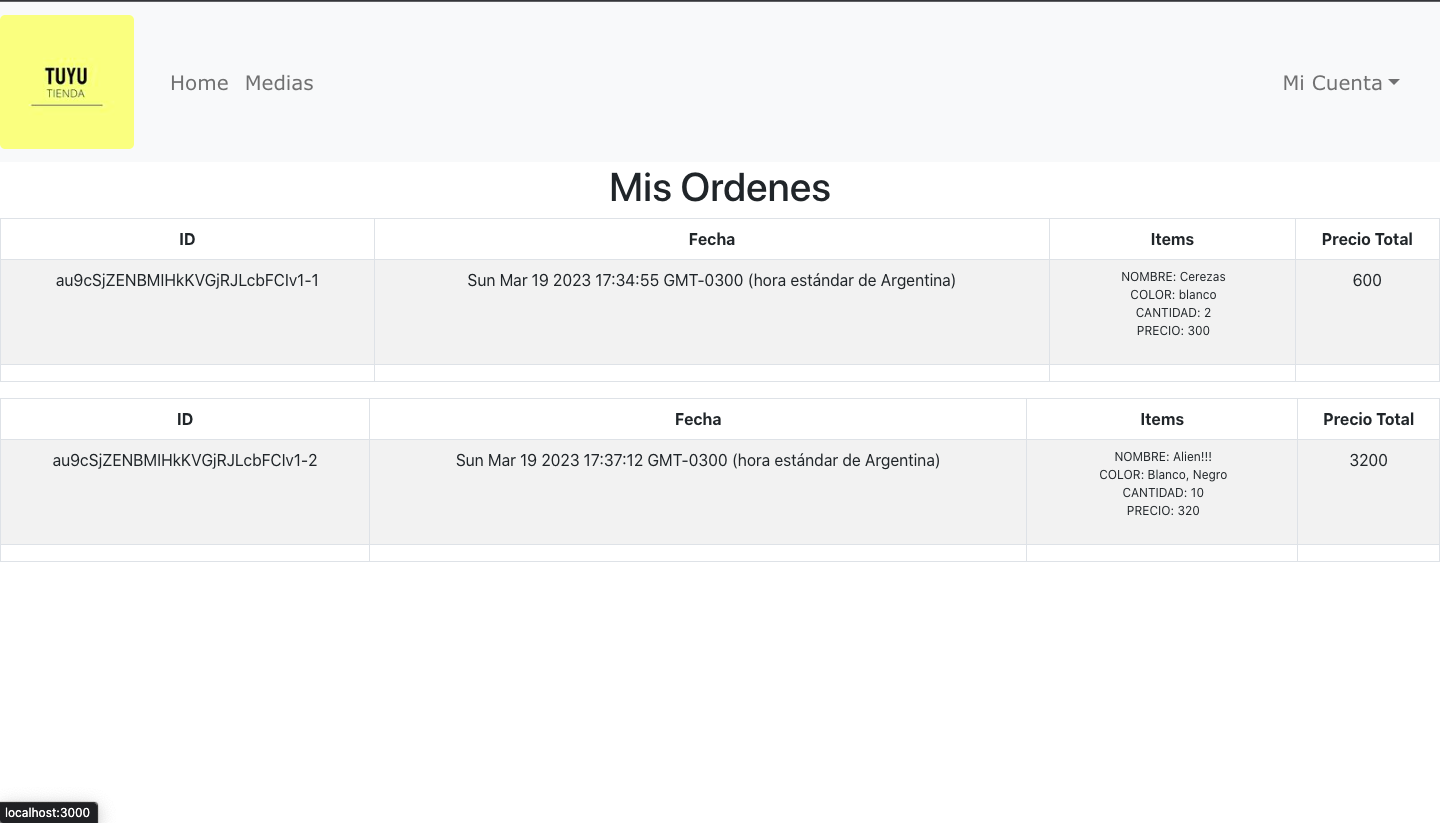 TUYU
TIENDA
Home Medias
Mi Cuenta
Mis Ordenes
ID Fecha Items Precio Total
au9cSjZENBMIHkKVGjRJLcbFCIv1-1 Sun Mar 19 2023 17:34:55 GMT-0300 (hora estándar de Argentina) NOMBRE: Cerezas 600
COLOR: blanco
CANTIDAD: 2
PRECIO: 300
ID Fecha Items Precio Total
au9cSjZENBMIHkKVGjRJLcbFCIv1-2 Sun Mar 19 2023 17:37:12 GMT-0300 (hora estándar de Argentina) NOMBRE: Alien!!! 3200
COLOR: Blanco, Negro
CANTIDAD: 10
PRECIO: 320
localhost:3000